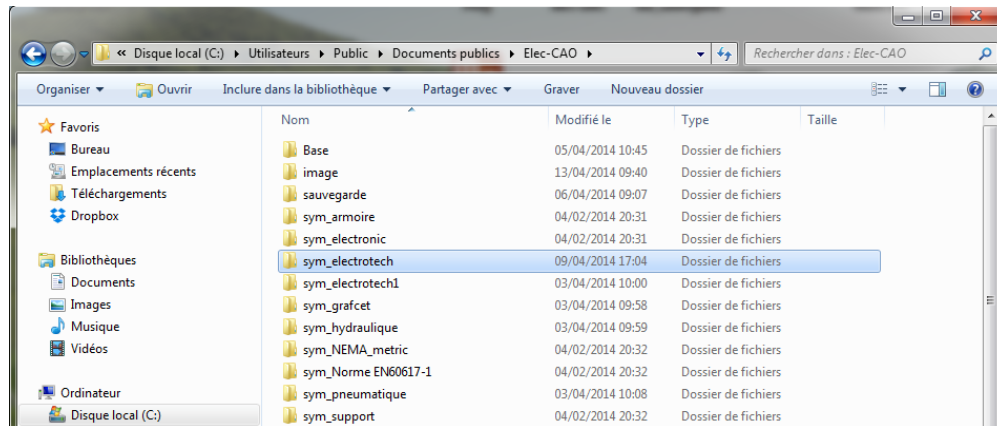 « Disque local (C:) ▸ Utilisateurs ▸ Public ▸ Documents publics ▸ Elec-CAO ▸ Rechercher dans : Elec-CAO
Organiser Ouvrir Inclure dans la bibliothèque Partager avec Graver Nouveau dossier
Favoris
Bureau
Emplacements récents
Téléchargements
Dropbox
Bibliothèques
Documents
Images
Musique
Vidéos
Ordinateur
Disque local (C:)
Nom Modifié le Type Taille
Base 05/04/2014 10:45 Dossier de fichiers
image 13/04/2014 09:40 Dossier de fichiers
sauvegarde 06/04/2014 09:07 Dossier de fichiers
sym_armoire 04/02/2014 20:31 Dossier de fichiers
sym_electronic 04/02/2014 20:31 Dossier de fichiers
sym_electrotech 09/04/2014 17:04 Dossier de fichiers
sym_electrotech1 03/04/2014 10:00 Dossier de fichiers
sym_grafcet 03/04/2014 09:58 Dossier de fichiers
sym_hydraulique 03/04/2014 09:59 Dossier de fichiers
sym_NEMA_metric 04/02/2014 20:32 Dossier de fichiers
sym_Norme EN60617-1 04/02/2014 20:32 Dossier de fichiers
sym_pneumatique 03/04/2014 10:08 Dossier de fichiers
sym_support 04/02/2014 20:32 Dossier de fichiers